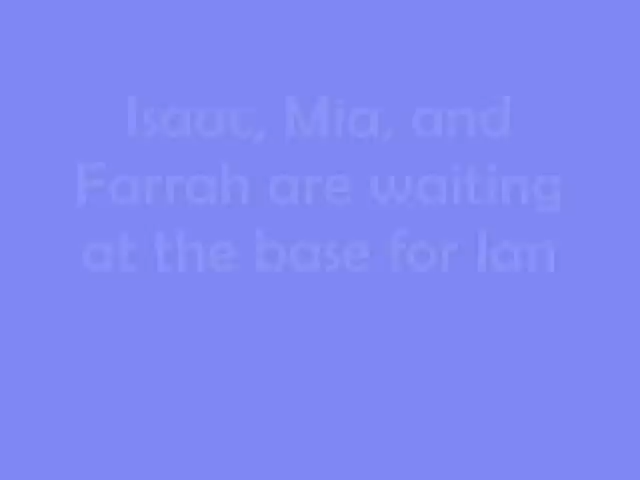 Isaac, Mia, and
Farrah are waiting
at the base for Ian